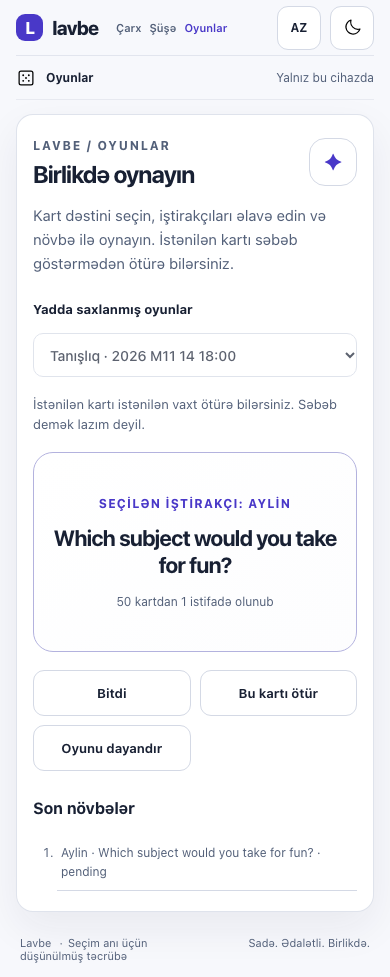 L lavbe Çarx Şüşə Oyunlar AZ
Oyunlar Yalnız bu cihazda
LAVBE / OYUNLAR
Birlikdə oynayın
Kart dəstini seçin, iştirakçıları əlavə edin və
növbə ilə oynayın. İstənilən kartı səbəb
göstərmədən ötürə bilərsiniz.
Yadda saxlanmış oyunlar
Tanışlıq · 2026 M11 14 18:00
İstənilən kartı istənilən vaxt ötürə bilərsiniz. Səbəb
demək lazım deyil.
SEÇİLƏN İŞTİRAKÇI: AYLİN
Which subject would you take
for fun?
50 kartdan 1 istifadə olunub
Bitdi Bu kartı ötür
Oyunu dayandır
Son növbələr
1. Aylin · Which subject would you take for fun? ·
pending
Lavbe · Seçim anı üçün
düşünülmüş təcrübə
Sadə. Ədalətli. Birlikdə.